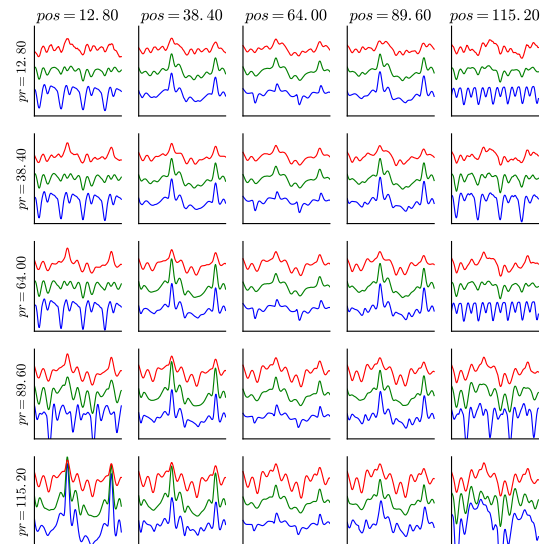 pos = 12.80 pos = 38.40 pos = 64.00 pos = 89.60 pos = 115.20
pr = 12.80
pr = 38.40
pr = 64.00
pr = 89.60
pr = 115.20